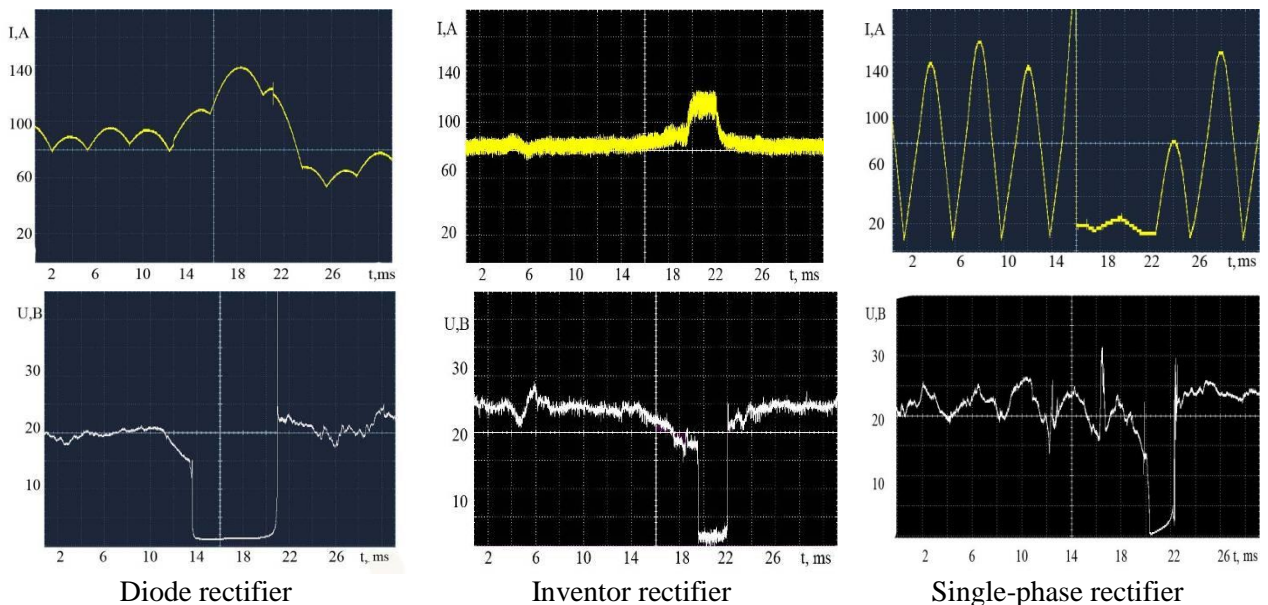 I,A
140
100
60
20
2 6 10 14 18 22 26 t,ms
I,A
140
100
60
20
2 6 10 14 18 22 26 t, ms
I,A
140
100
60
20
2 6 10 14 18 22 26 t, ms
U,B
30
20
10
2 6 10 14 18 22 26 t, ms
U,B
30
20
10
2 6 10 14 18 22 26 t, ms
U,B
30
20
10
2 6 10 14 18 22 26 t, ms
Diode rectifier
Inventor rectifier
Single-phase rectifier